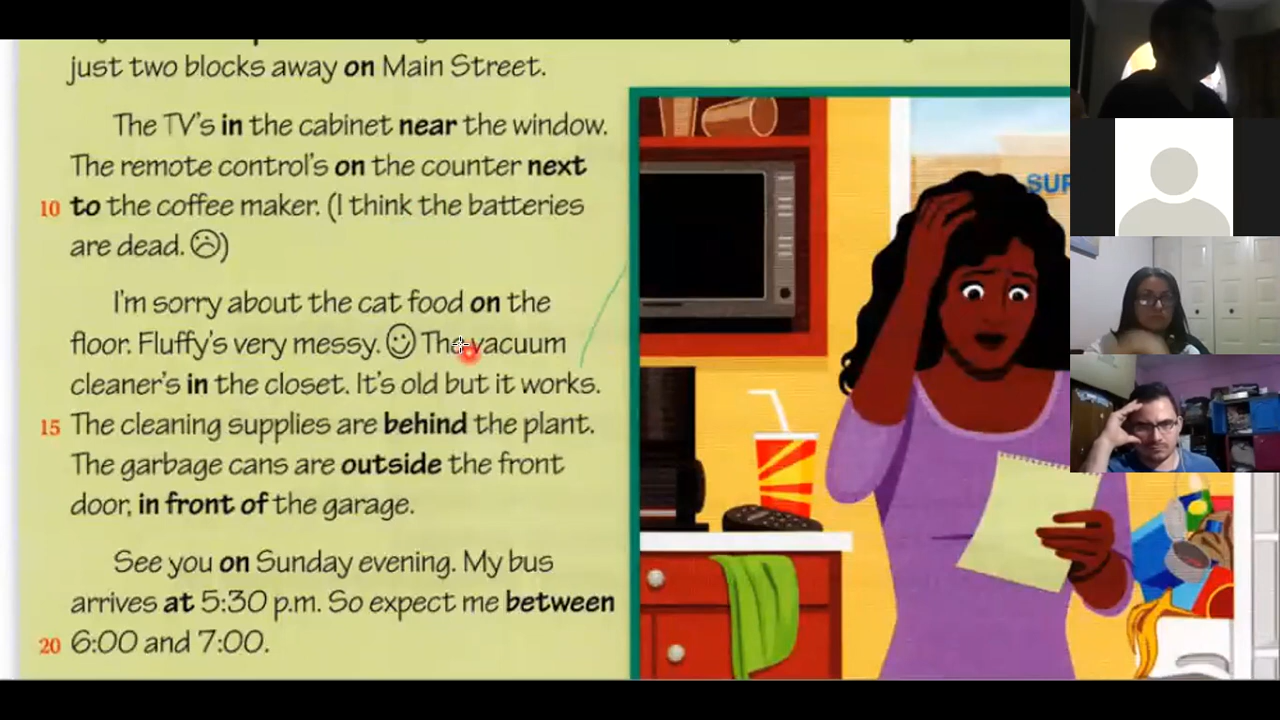 just two blocks away on Main Street.
The TV's in the cabinet near the window.
The remote control's on the counter next
10 to the coffee maker. (I think the batteries
are dead. ☹)
I'm sorry about the cat food on the
floor. Fluffy's very messy. ☺ The vacuum
cleaner's in the closet. It's old but it works.
15 The cleaning supplies are behind the plant.
The garbage cans are outside the front
door, in front of the garage.
See you on Sunday evening. My bus
arrives at 5:30 p.m. So expect me between
20 6:00 and 7:00.
SUP